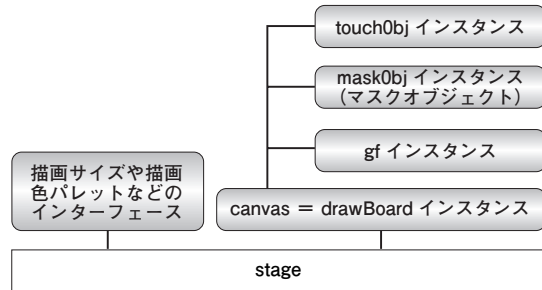 touchObj インスタンス
maskObj インスタンス
(マスクオブジェクト)
gf インスタンス
描画サイズや描画
色パレットなどの
インターフェース
canvas = drawBoard インスタンス
stage